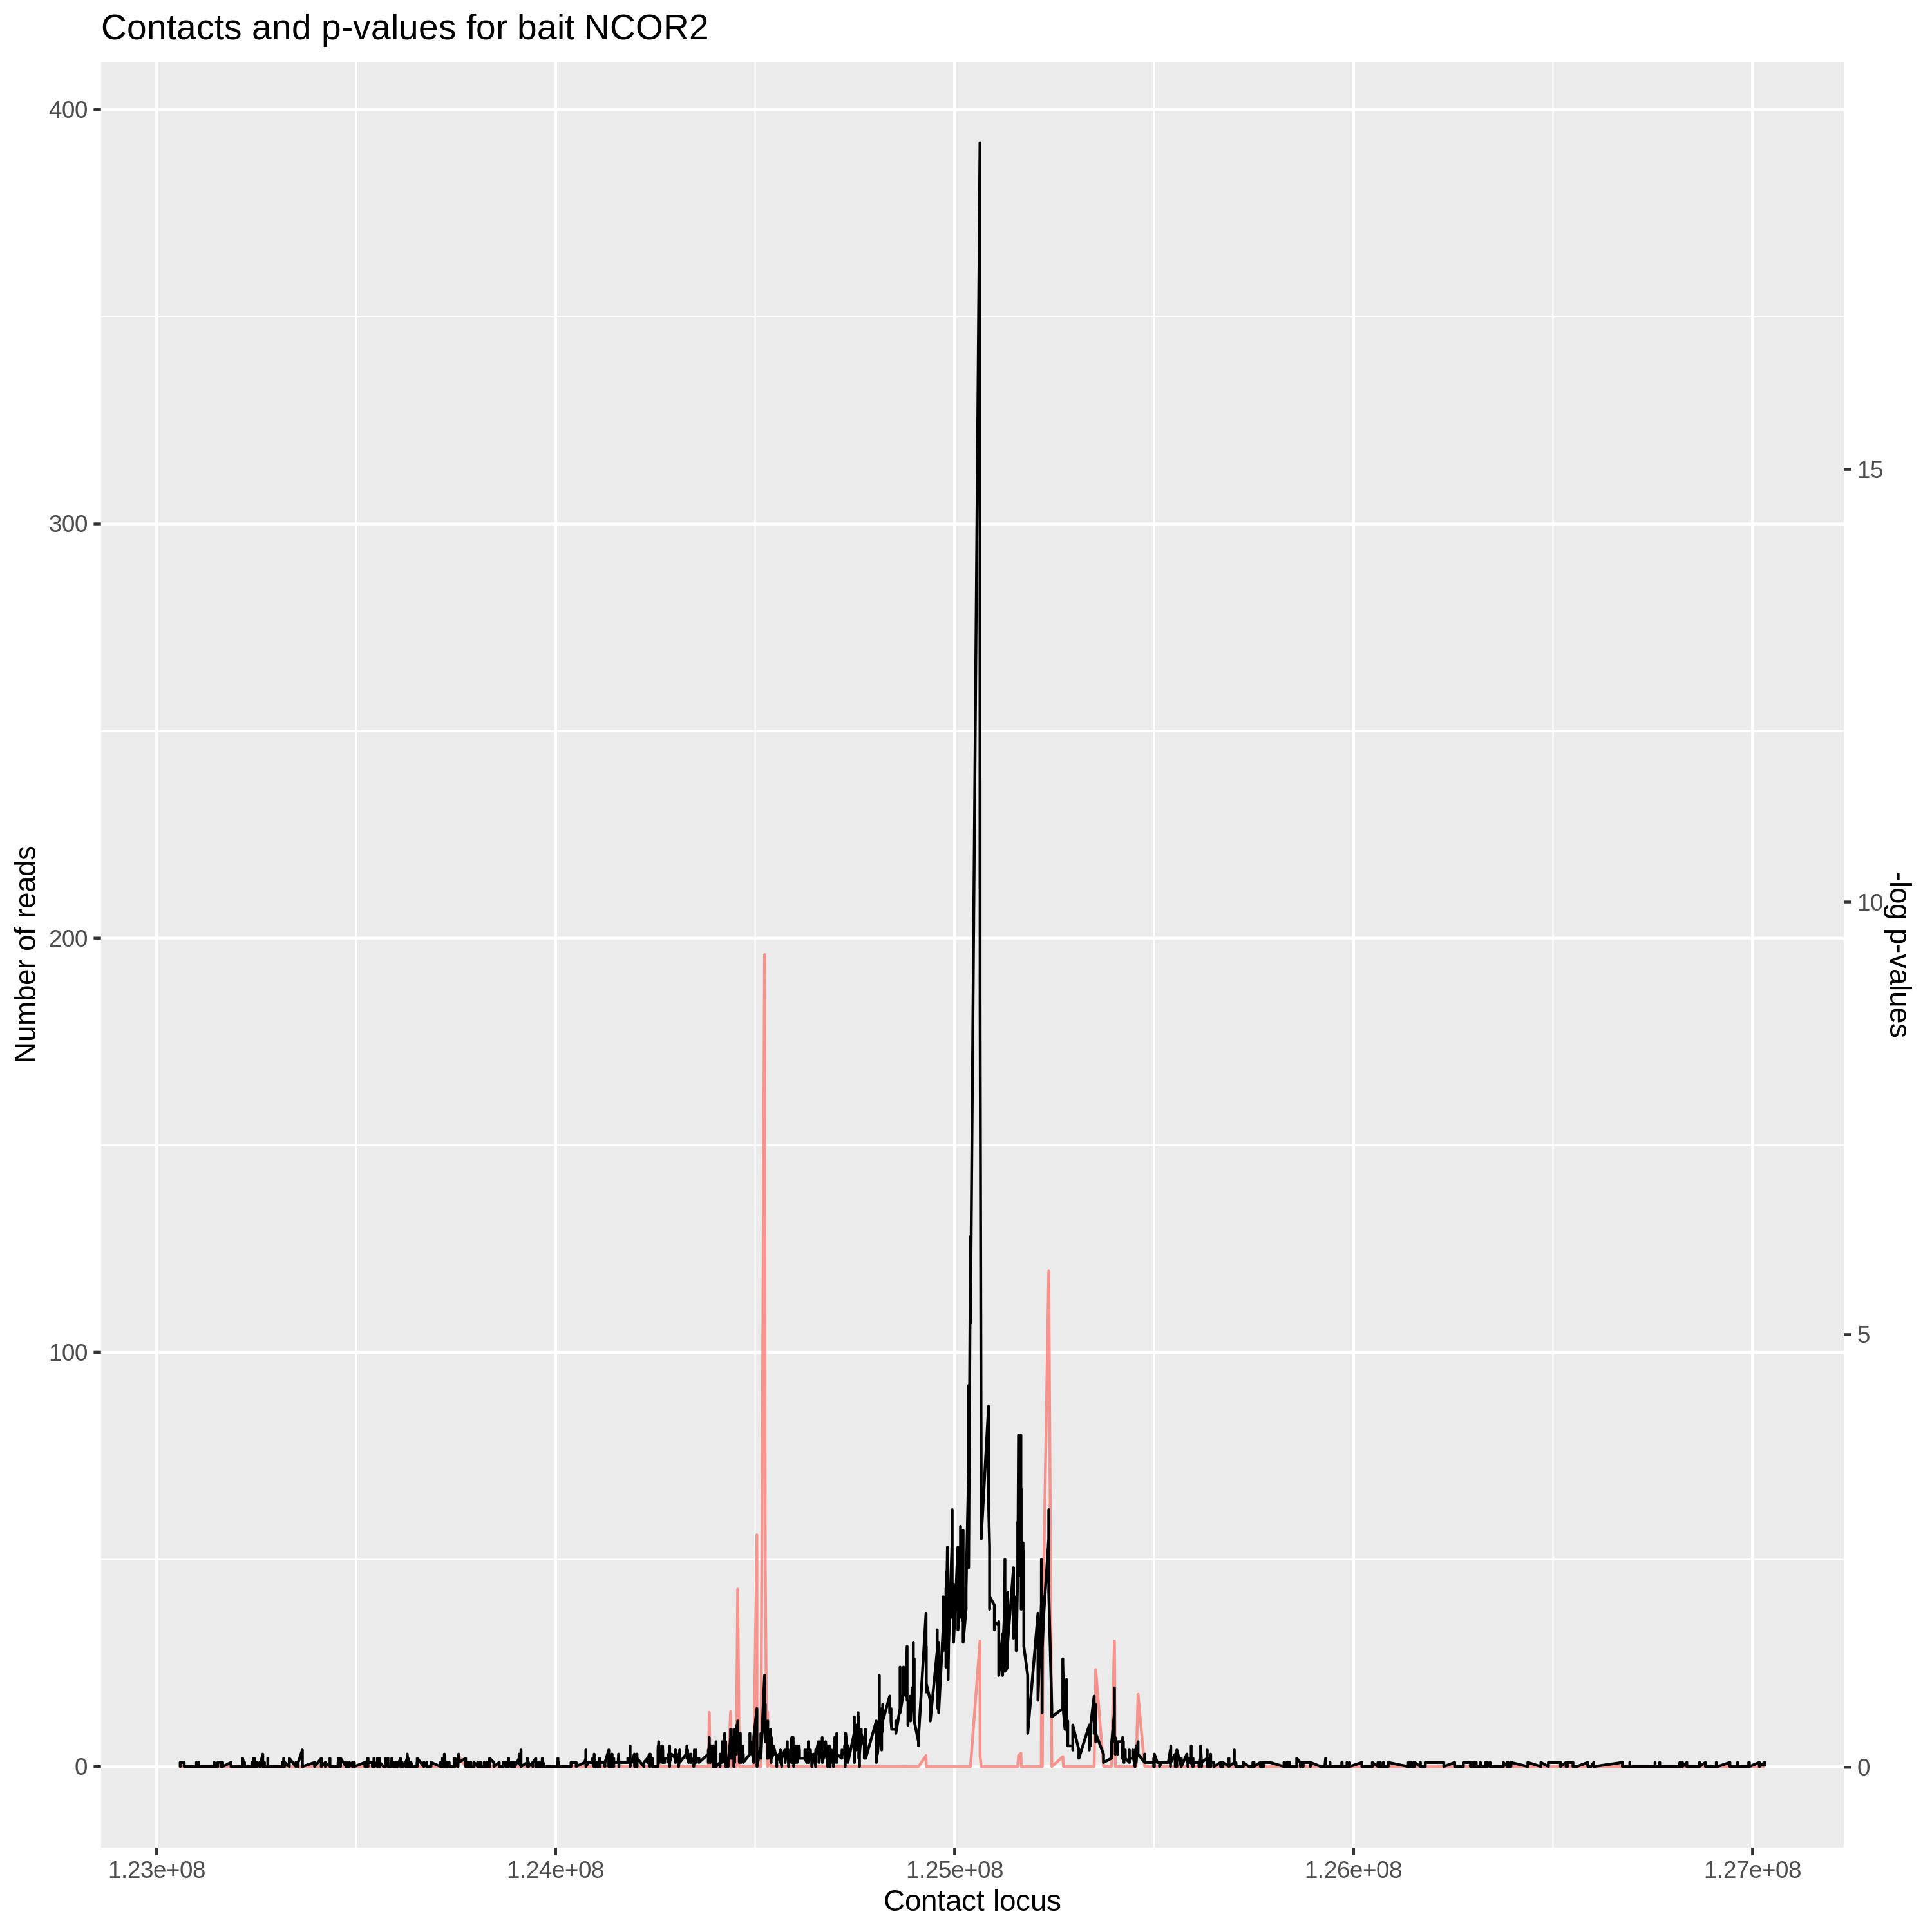 Contacts and p-values for bait NCOR2
400
300
200
100
0
Number of reads
15
10
5
0
-log p-values
1.23e+08
1.24e+08
1.25e+08
1.26e+08
1.27e+08
Contact locus